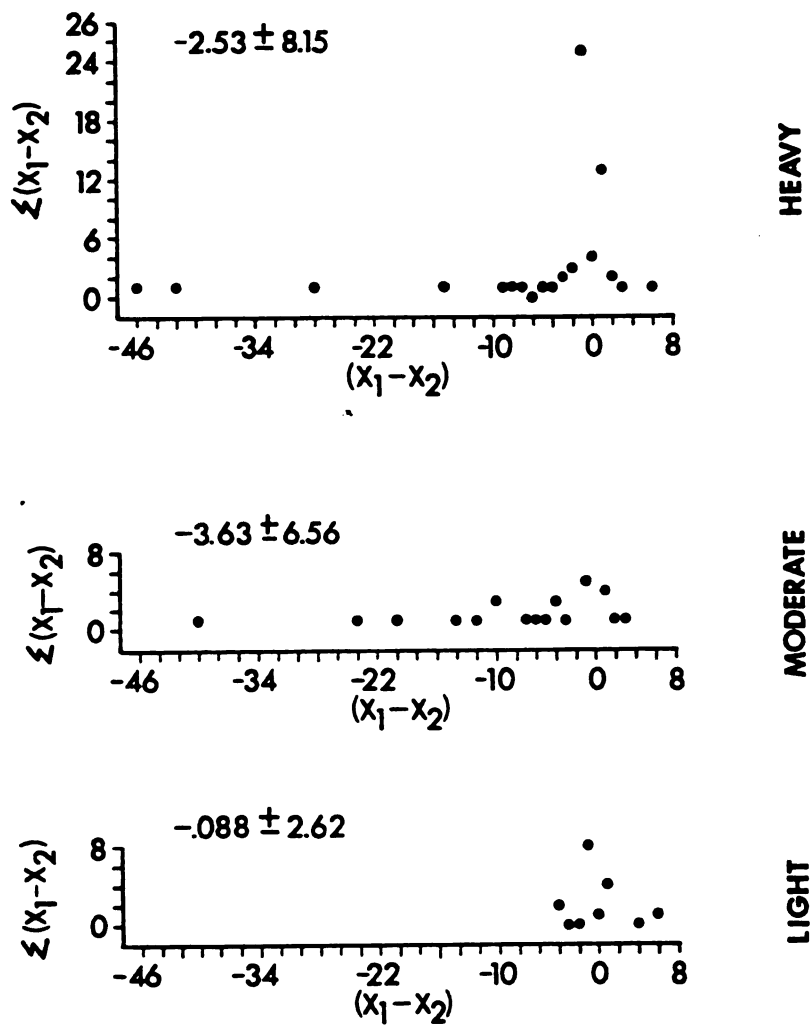 -2.53 ± 8.15
26
24
18
12
6
0
Σ(X1-X2)
-46 -34 -22 -10 0 8
(X1-X2)
HEAVY
-3.63 ± 6.56
8
0
Σ(X1-X2)
-46 -34 -22 -10 0 8
(X1-X2)
MODERATE
-.088 ± 2.62
8
0
Σ(X1-X2)
-46 -34 -22 -10 0 8
(X1-X2)
LIGHT